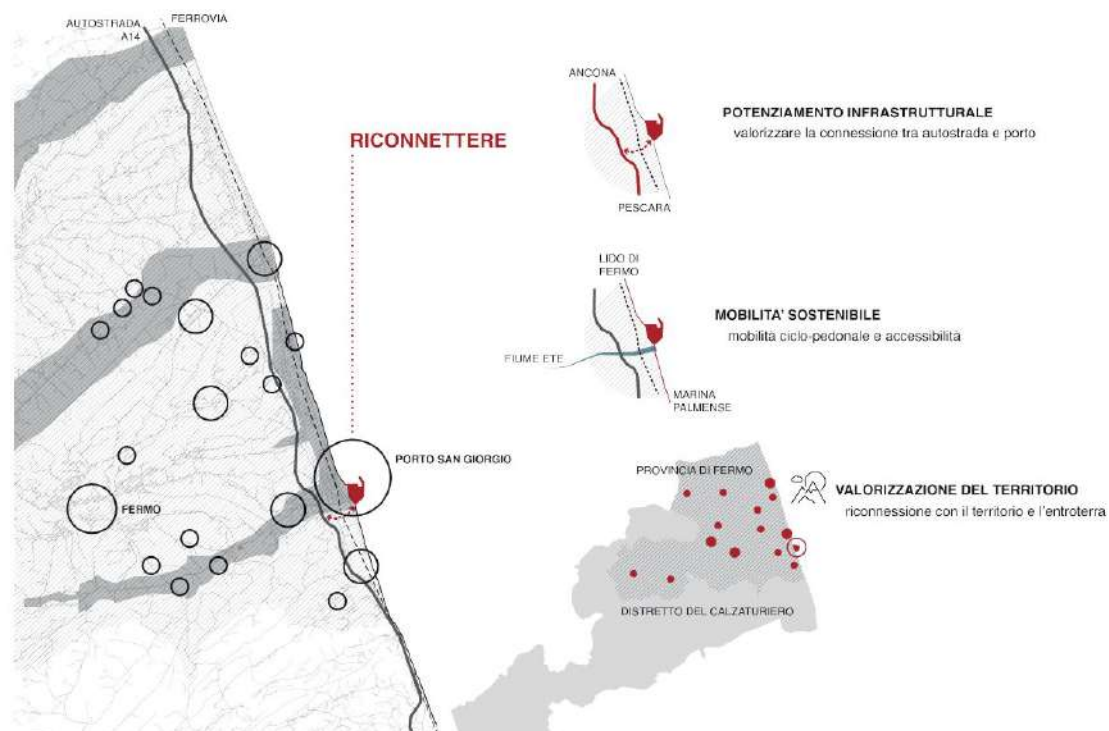 AUTOSTRADA
A14
FERROVIA
RICONNETTERE
PORTO SAN GIORGIO
FERMO
ANCONA
PESCARA
POTENZIAMENTO INFRASTRUTTURALE
valorizzare la connessione tra autostrada e porto
LIDO DI
FERMO
FIUME ETE
MARINA
PALMENSE
MOBILITA' SOSTENIBILE
mobilità ciclo-pedonale e accessibilità
PROVINCIA DI FERMO
DISTRETTO DEL CALZATURIERO
VALORIZZAZIONE DEL TERRITORIO
riconnessione con il territorio e l'entroterra